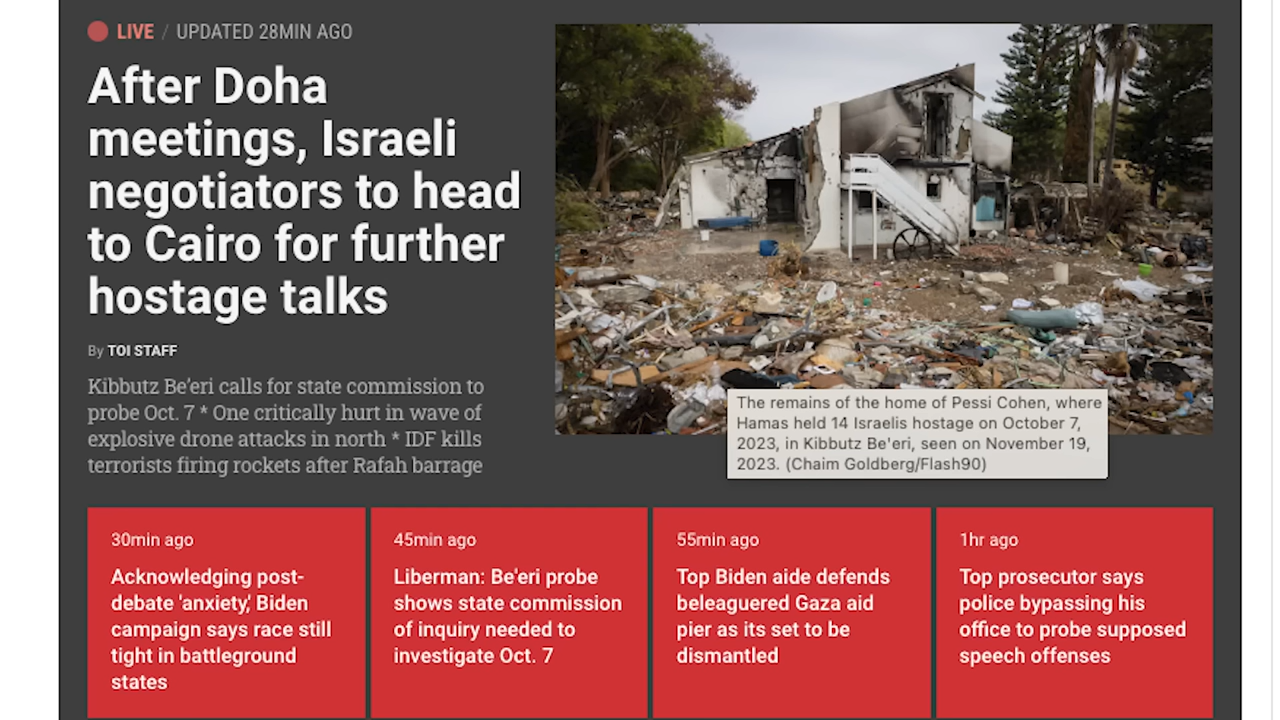 LIVE / UPDATED 28MIN AGO
After Doha
meetings, Israeli
negotiators to head
to Cairo for further
hostage talks
By TOI STAFF
Kibbutz Be'eri calls for state commission to
probe Oct. 7 * One critically hurt in wave of
explosive drone attacks in north * IDF kills
terrorists firing rockets after Rafah barrage
The remains of the home of Pessi Cohen, where
Hamas held 14 Israelis hostage on October 7,
2023, in Kibbutz Be'eri, seen on November 19,
2023. (Chaim Goldberg/Flash90)
30min ago
Acknowledging post-
debate 'anxiety,' Biden
campaign says race still
tight in battleground
states
45min ago
Liberman: Be'eri probe
shows state commission
of inquiry needed to
investigate Oct. 7
55min ago
Top Biden aide defends
beleaguered Gaza aid
pier as its set to be
dismantled
1hr ago
Top prosecutor says
police bypassing his
office to probe supposed
speech offenses